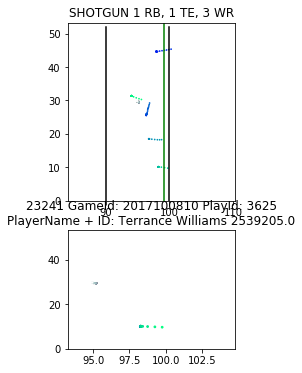 SHOTGUN 1 RB, 1 TE, 3 WR
50
40
30
20
10
0
90 100 110
23241 GameId: 2017100810 PlayId: 3625
PlayerName + ID: Terrance Williams 2539205.0
40
20
0
95.0 97.5 100.0 102.5